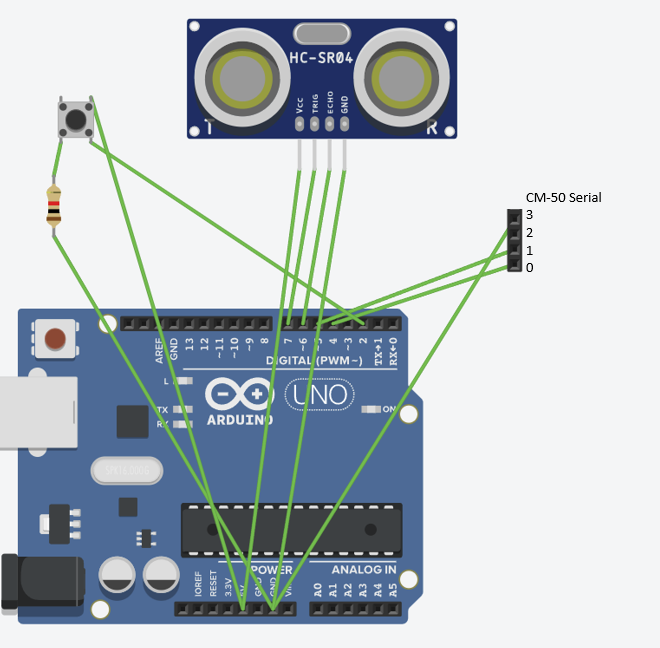 HC-SR04
Vcc
TRIG
ECHO
GND
T
R
CM-50 Serial
3
2
1
0
AREF
GND
13
12
~11
~10
~9
8
7
~6
~5
4
~3
2
TX→1
RX←0
DIGITAL (PWM~)
L
TX
RX
ARDUINO
UNO
ON
POWER
ANALOG IN
IOREF
RESET
3.3V
5V
GND
GND
Vin
A0
A1
A2
A3
A4
A5